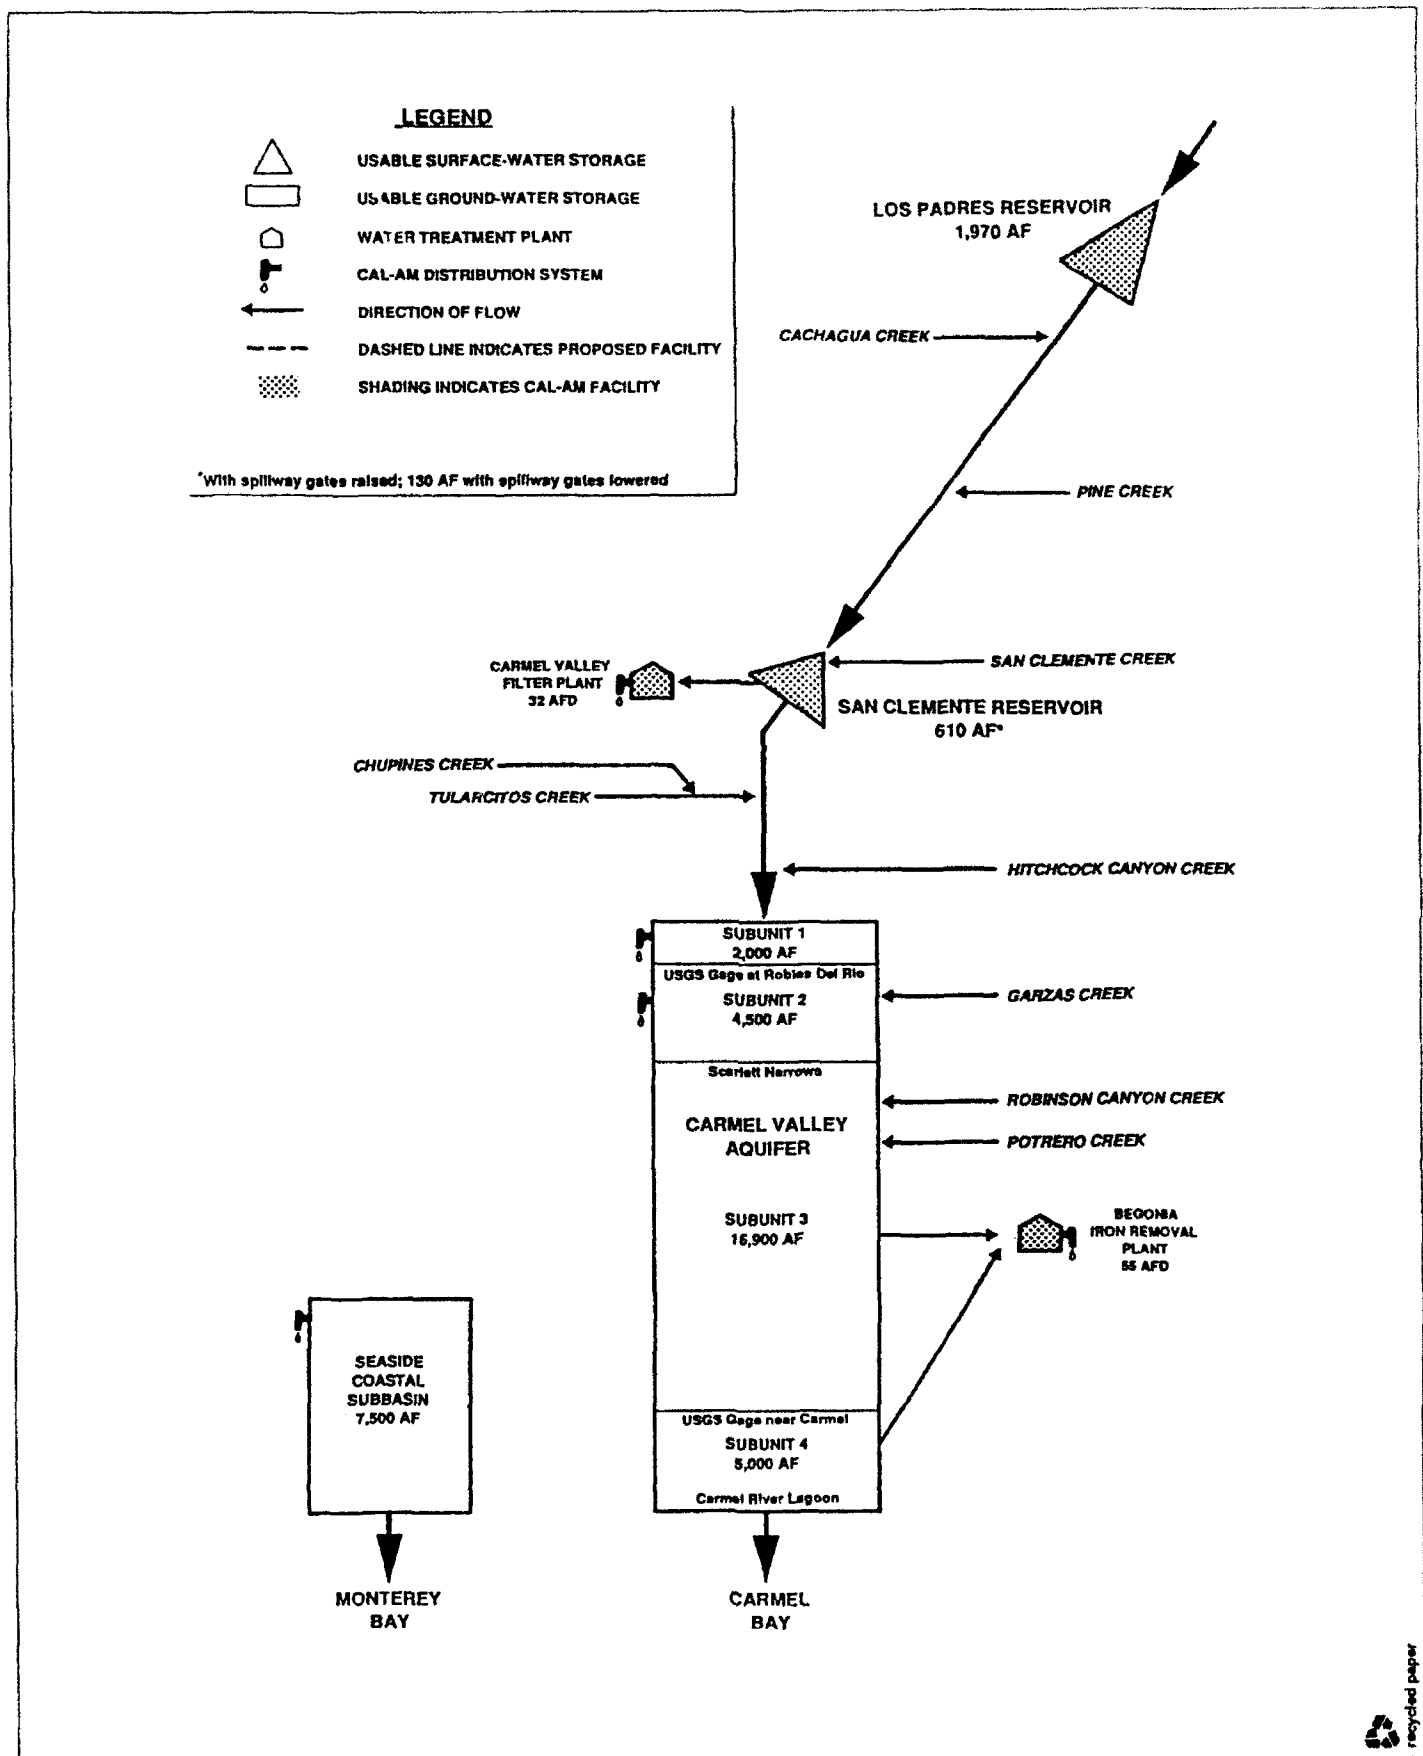 LEGEND
USABLE SURFACE-WATER STORAGE
USABLE GROUND-WATER STORAGE
WATER TREATMENT PLANT
CAL-AM DISTRIBUTION SYSTEM
DIRECTION OF FLOW
DASHED LINE INDICATES PROPOSED FACILITY
SHADING INDICATES CAL-AM FACILITY
*With spillway gates raised; 130 AF with spillway gates lowered
LOS PADRES RESERVOIR
1,970 AF
CACHAGUA CREEK
PINE CREEK
SAN CLEMENTE CREEK
CARMEL VALLEY
FILTER PLANT
32 AFD
SAN CLEMENTE RESERVOIR
610 AF*
CHUPINES CREEK
TULARCITOS CREEK
HITCHCOCK CANYON CREEK
SUBUNIT 1
2,000 AF
USGS Gage at Robles Del Rio
SUBUNIT 2
4,500 AF
GARZAS CREEK
Scarlett Narrows
ROBINSON CANYON CREEK
CARMEL VALLEY
AQUIFER
POTRERO CREEK
SUBUNIT 3
16,900 AF
BEGONIA
IRON REMOVAL
PLANT
55 AFD
SEASIDE
COASTAL
SUBBASIN
7,500 AF
USGS Gage near Carmel
SUBUNIT 4
5,000 AF
Carmel River Lagoon
MONTEREY
BAY
CARMEL
BAY
recycled paper